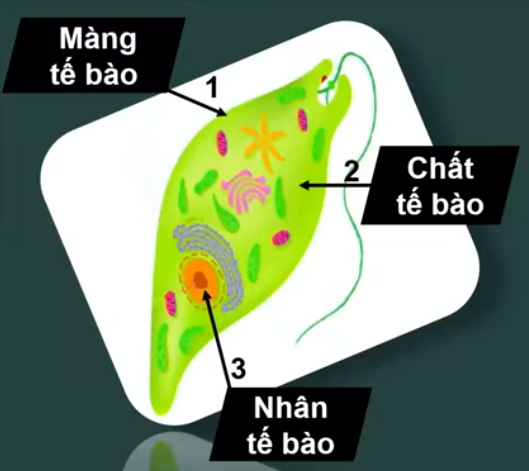 Màng
tế bào
1
2
Chất
tế bào
3
Nhân
tế bào